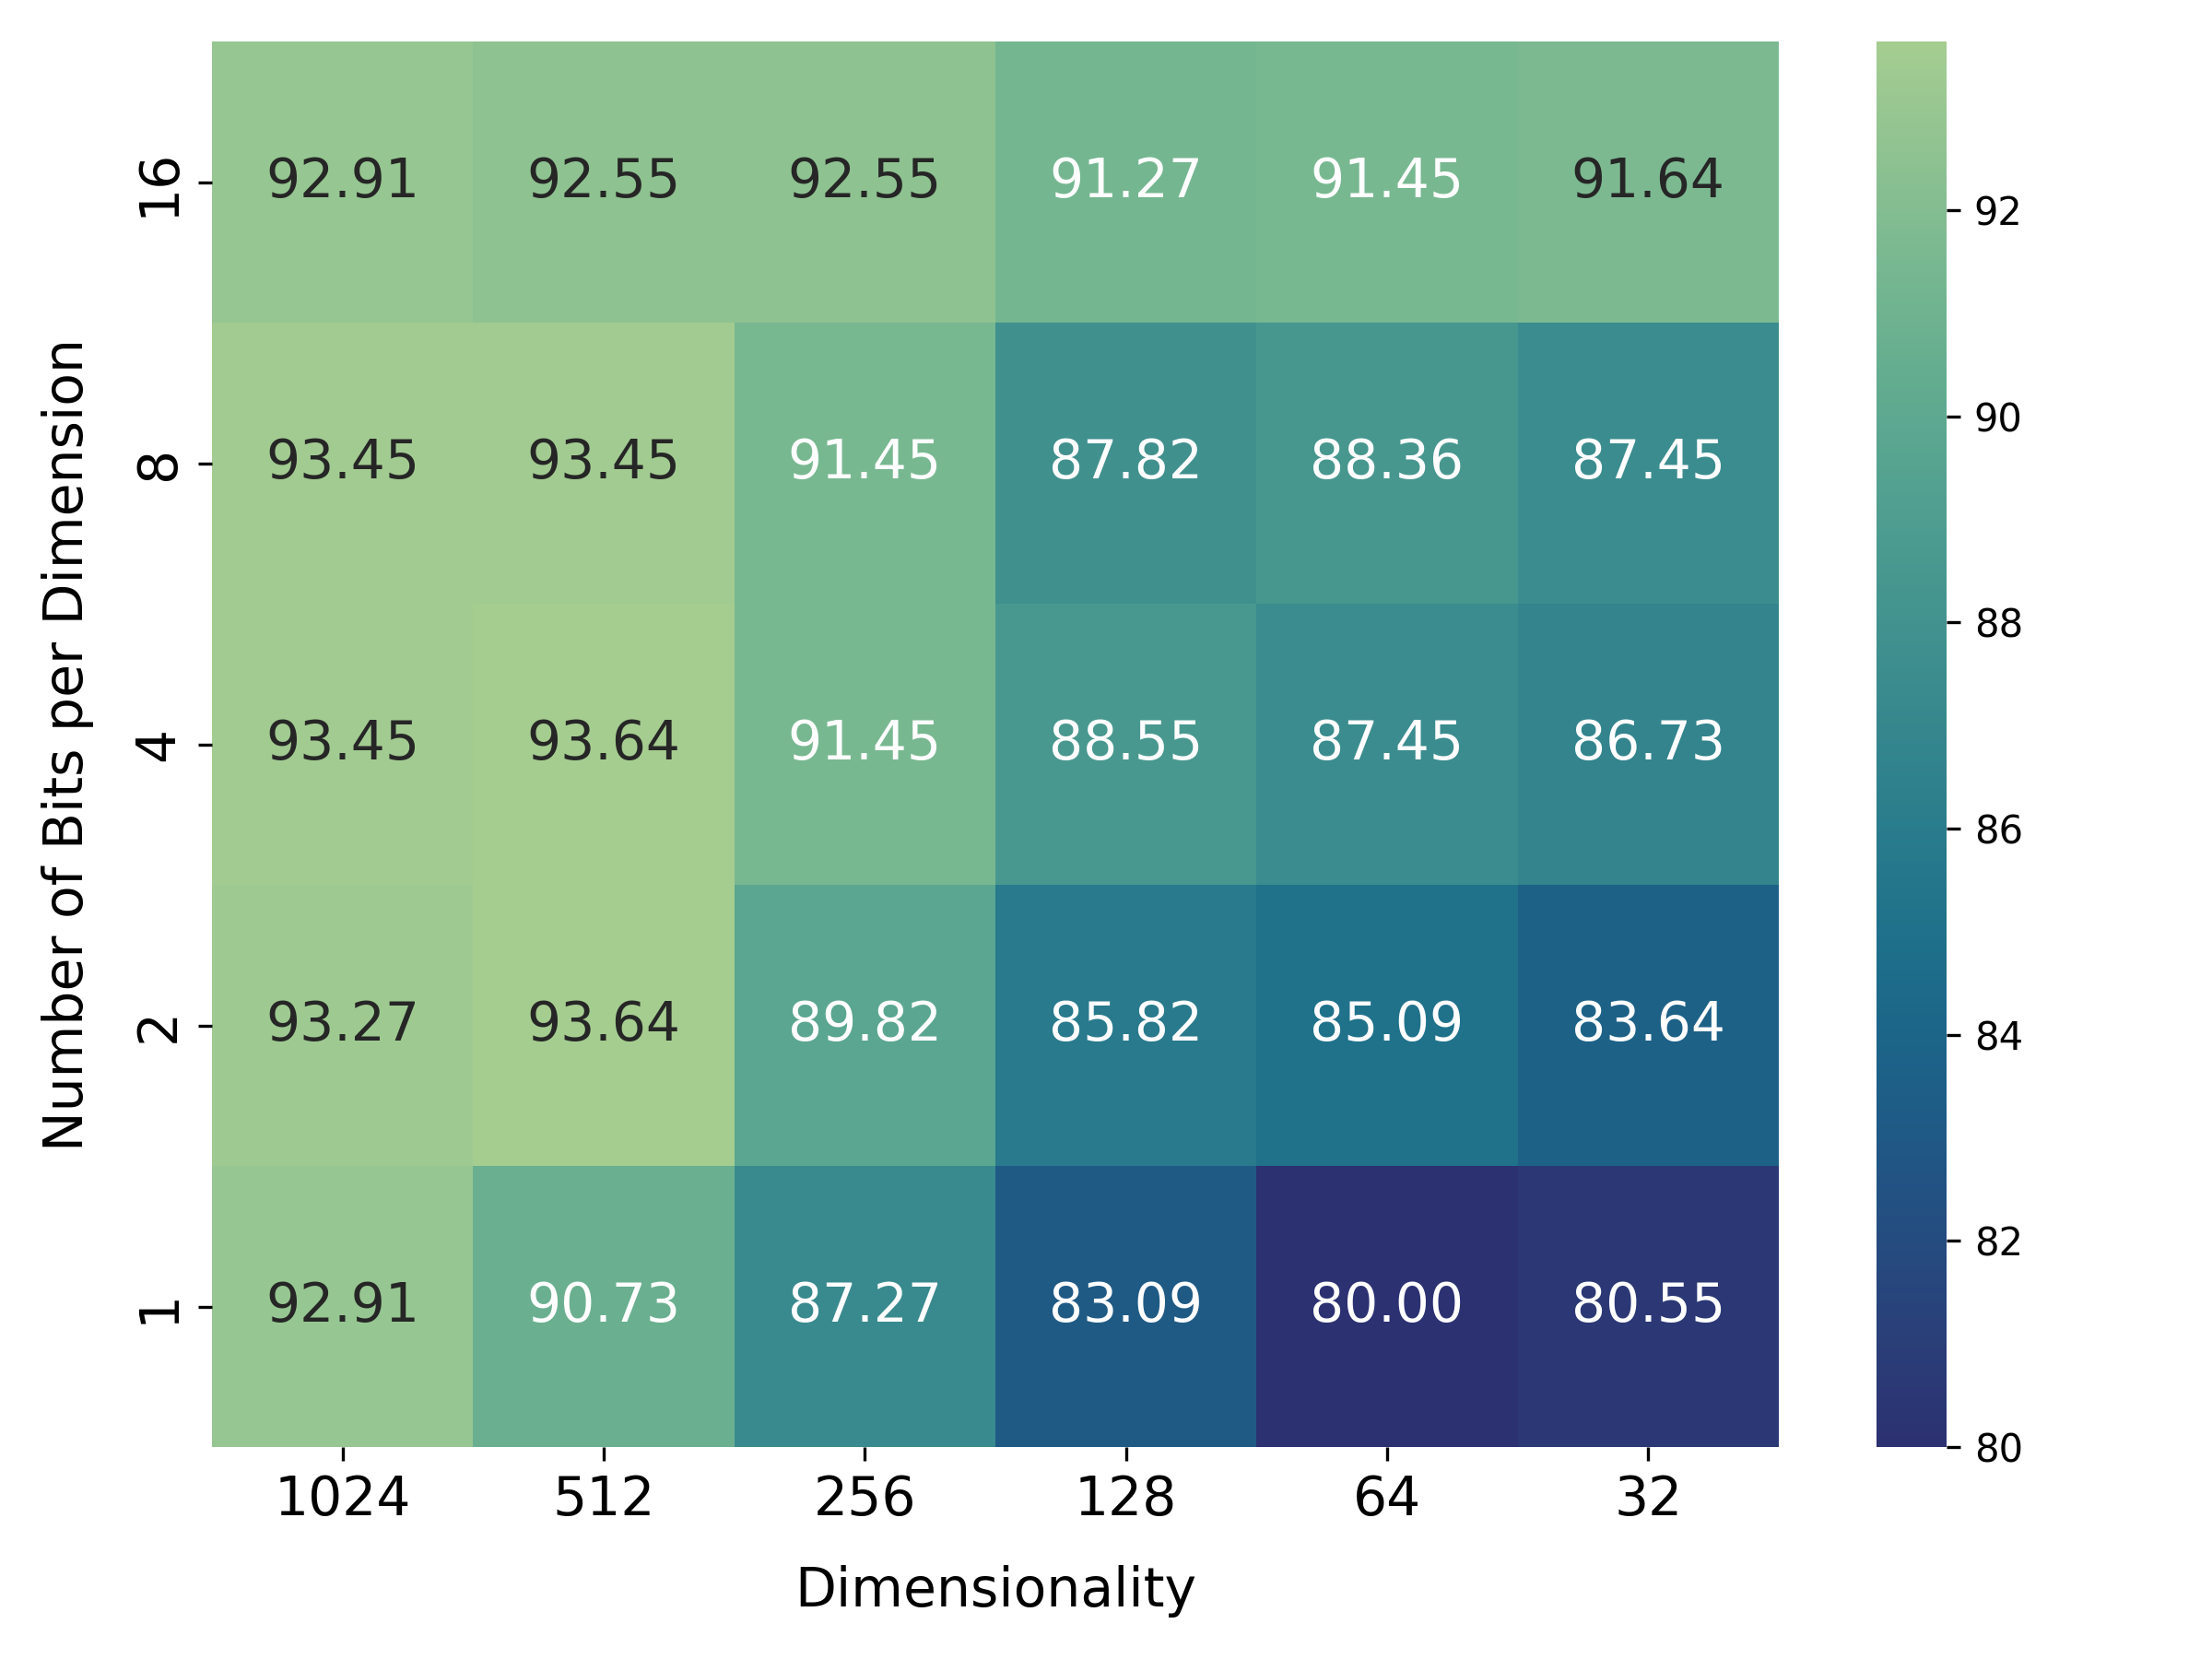 Number of Bits per Dimension
16 92.91 92.55 92.55 91.27 91.45 91.64
8 93.45 93.45 91.45 87.82 88.36 87.45
4 93.45 93.64 91.45 88.55 87.45 86.73
2 93.27 93.64 89.82 85.82 85.09 83.64
1 92.91 90.73 87.27 83.09 80.00 80.55
1024 512 256 128 64 32
Dimensionality
92
90
88
86
84
82
80